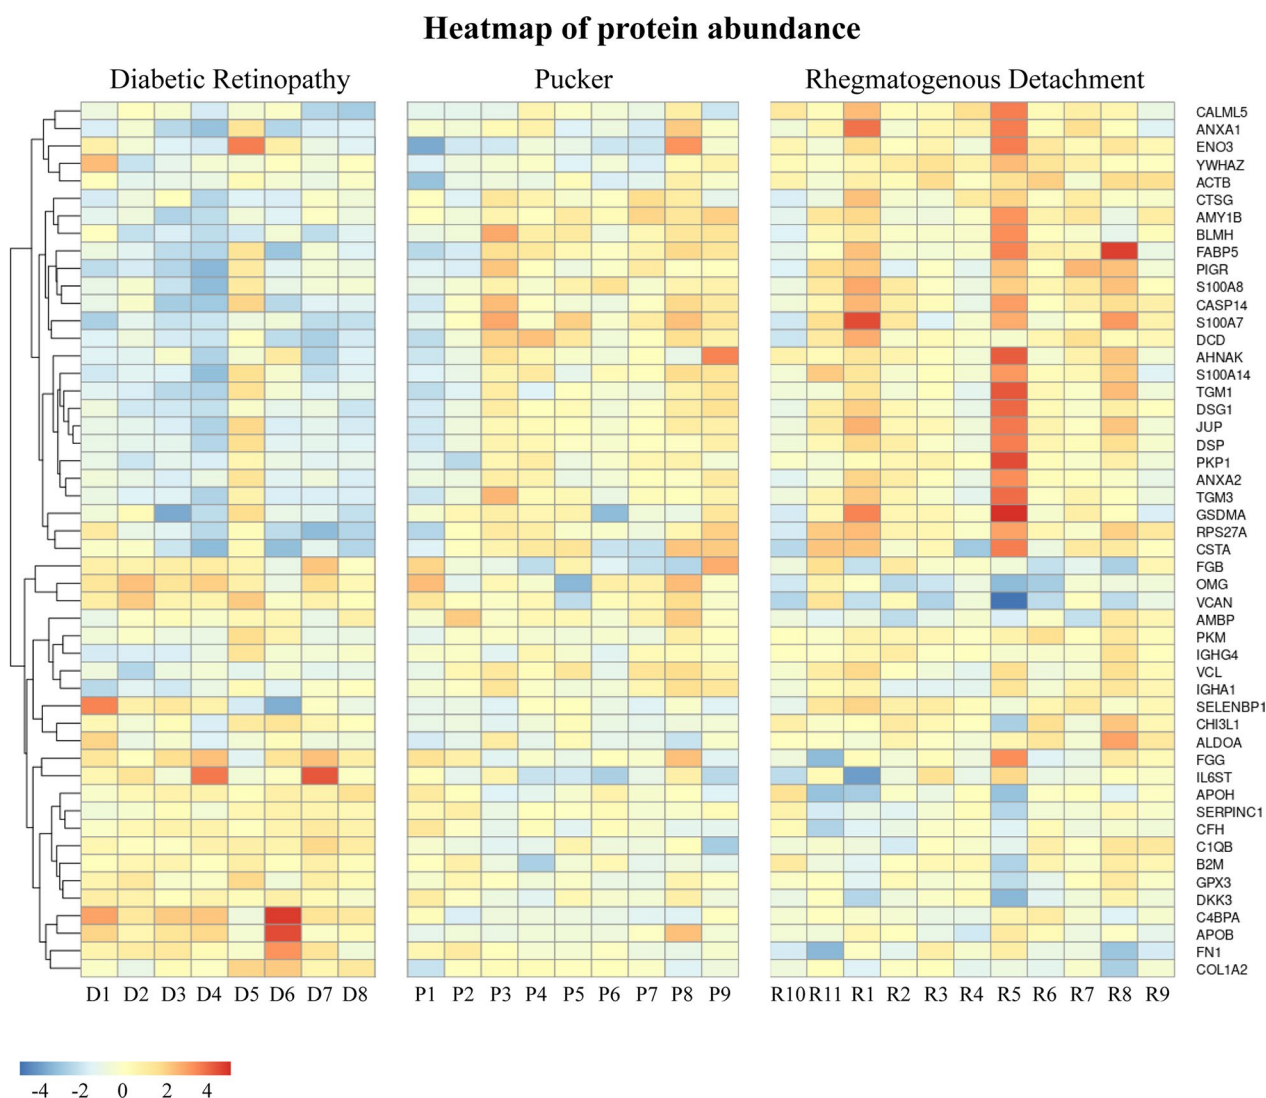 Heatmap of protein abundance
Diabetic Retinopathy Pucker Rhegmatogenous Detachment
CALML5
ANXA1
ENO3
YWHAZ
ACTB
CTSG
AMY1B
BLMH
FABP5
PIGR
S100A8
CASP14
S100A7
DCD
AHNAK
S100A14
TGM1
DSG1
JUP
DSP
PKP1
ANXA2
TGM3
GSDMA
RPS27A
CSTA
FGB
OMG
VCAN
AMBP
PKM
IGHG4
VCL
IGHA1
SELENBP1
CHI3L1
ALDOA
FGG
IL6ST
APOH
SERPINC1
CFH
C1QB
B2M
GPX3
DKK3
C4BPA
APOB
FN1
COL1A2
D1 D2 D3 D4 D5 D6 D7 D8 P1 P2 P3 P4 P5 P6 P7 P8 P9 R10 R11 R1 R2 R3 R4 R5 R6 R7 R8 R9
-4 -2 0 2 4